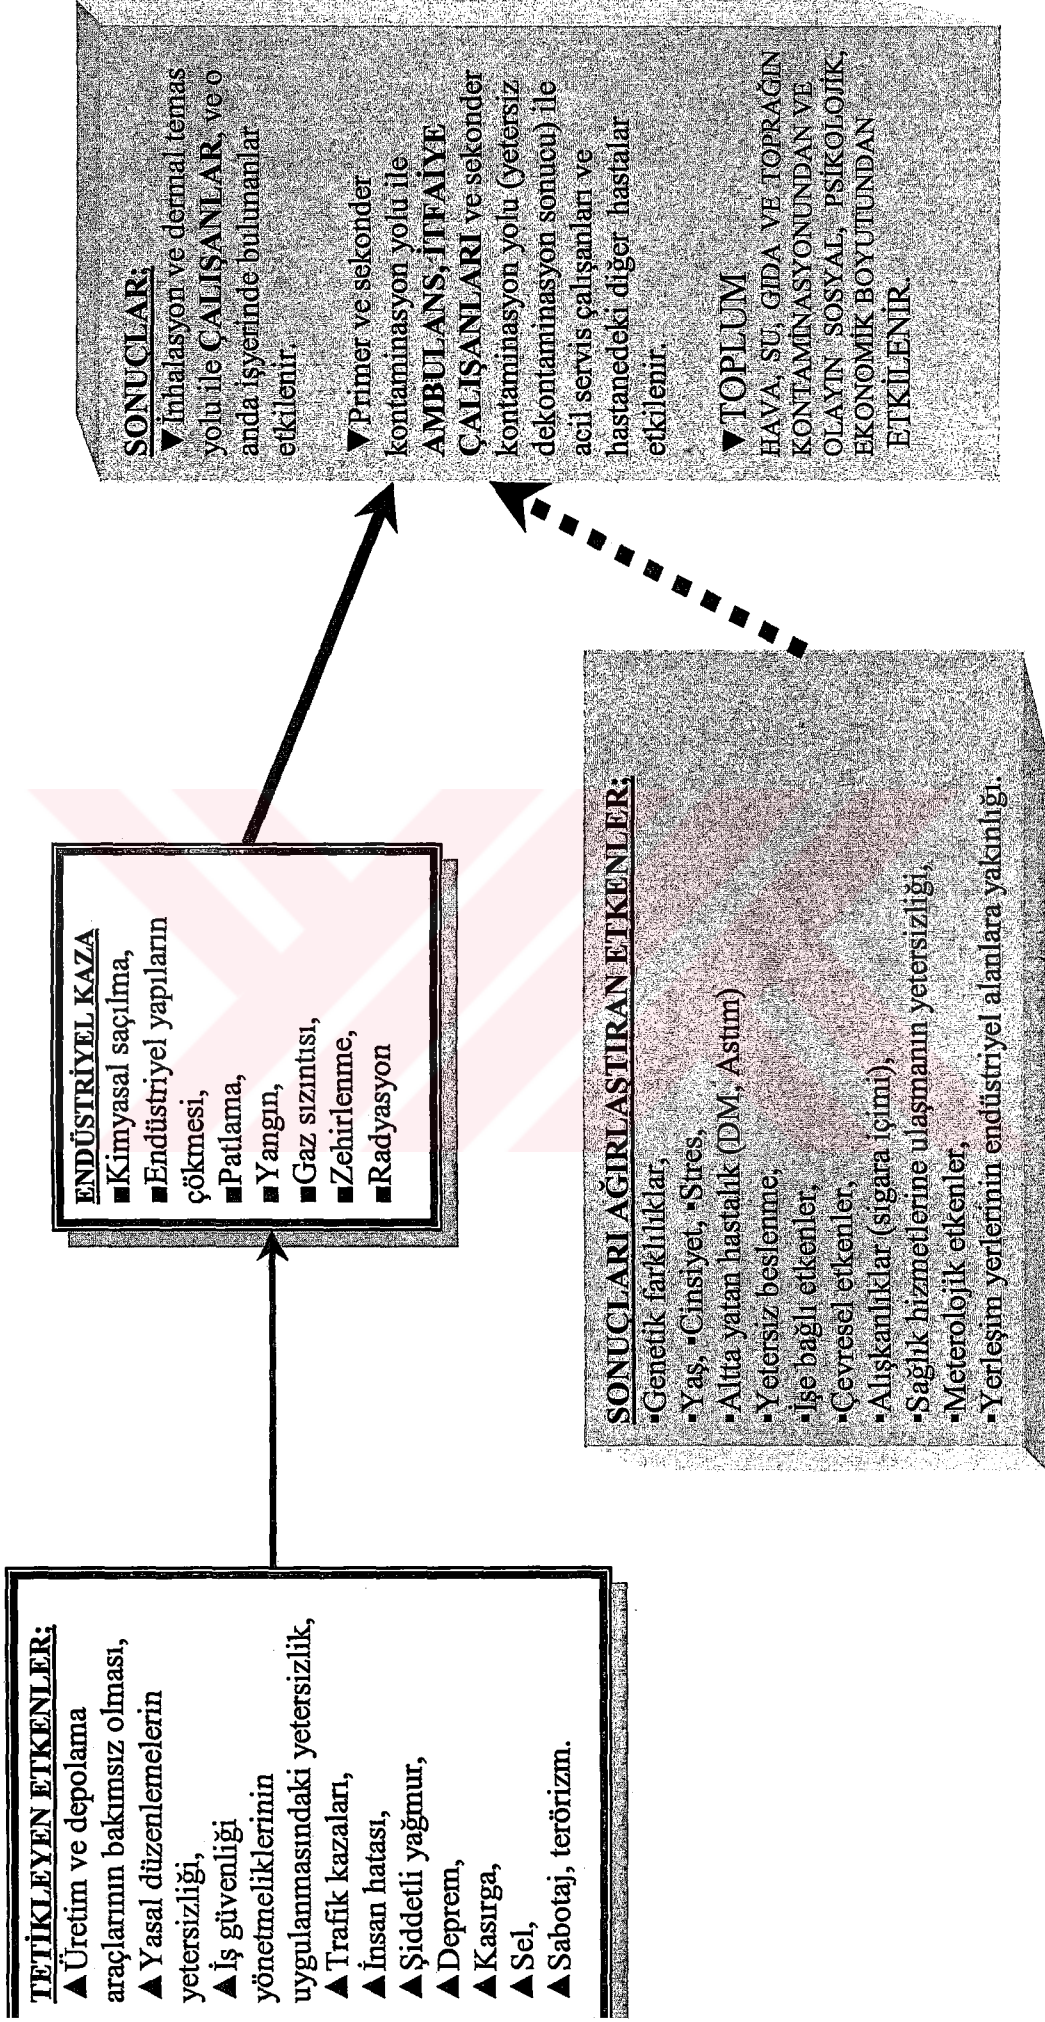 TETİKLEYEN ETKENLER;
▲Üretim ve depolama
araçlarının bakımsız olması,
▲Yasal düzenlemelerin
yetersizliği,
▲İş güvenliği
yönetmeliklerinin
uygulanmasındaki yetersizlik,
▲Trafik kazaları,
▲İnsan hatası,
▲Şiddetli yağmur,
▲Deprem,
▲Kasırga,
▲Sel,
▲Sabotaj, terörizm.
ENDÜSTRİYEL KAZA
■Kimyasal saçılma,
■Endüstriyel yapıların
çökmesi,
■Patlama,
■Yangın,
■Gaz sızıntısı,
■Zehirlenme,
■Radyasyon
SONUÇLARI AĞIRLAŞTIRAN ETKENLER;
▪Genetik farklılıklar,
▪Yaş, ▪Cinsiyet, ▪Stres,
▪Altta yatan hastalık (DM, Astım)
▪Yetersiz beslenme,
▪İşe bağlı etkenler,
▪Çevresel etkenler,
▪Alışkanlıklar (sigara içimi),
▪Sağlık hizmetlerine ulaşmanın yetersizliği,
▪Meterolojik etkenler,
▪Yerleşim yerlerinin endüstriyel alanlara yakınlığı.
SONUÇLAR;
▼İnhalasyon ve dermal temas
yolu ile ÇALIŞANLAR, ve o
anda işyerinde bulunanlar
etkilenir.
▼Primer ve sekonder
kontaminasyon yolu ile
AMBULANS, İTFAİYE
ÇALIŞANLARI ve sekonder
kontaminasyon yolu (yetersiz
dekontaminasyon sonucu) ile
acil servis çalışanları ve
hastanedeki diğer hastalar
etkilenir.
▼TOPLUM
HAVA, SU, GIDA VE TOPRAĞIN
KONTAMİNASYONUNDAN VE
OLAYIN SOSYAL, PSİKOLOJİK,
EKONOMİK BOYUTUNDAN
ETKİLENİR.